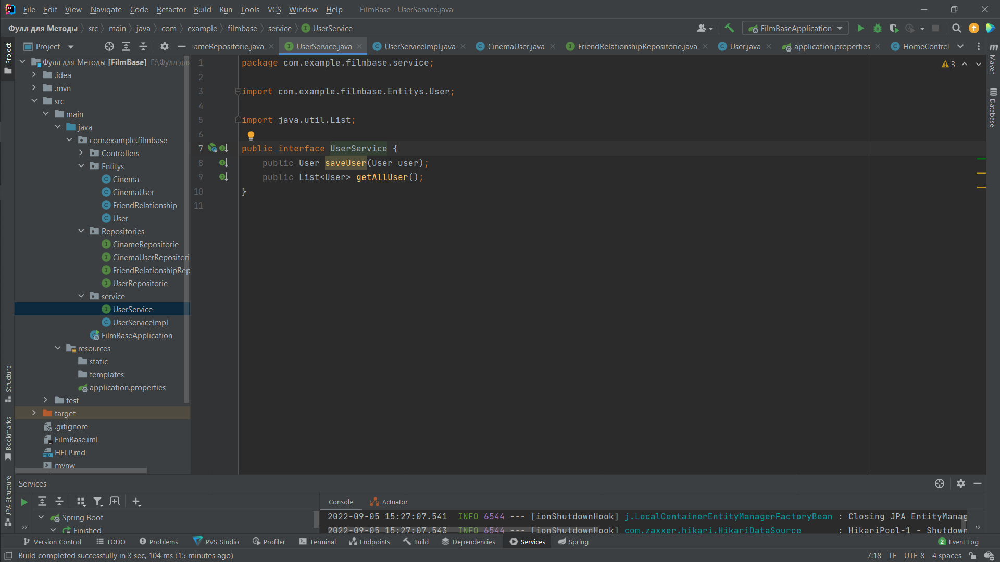 File Edit View Navigate Code Refactor Build Run Tools VCS Window Help FilmBase - UserService.java
Фулл для Методы src main java com example filmbase service UserService FilmBaseApplication
Project nameRepositorie.java UserService.java UserServiceImpl.java CinemaUser.java FriendRelationshipRepositorie.java User.java application.properties HomeControl
Фулл для Методы [FilmBase] E:\Фулл для
.idea
.mvn
src
main
java
com.example.filmbase
Controllers
Entitys
Cinema
CinemaUser
FriendRelationship
User
Repositories
CinameRepositorie
CinemaUserRepositori
FriendRelationshipRep
UserRepositorie
service
UserService
UserServiceImpl
FilmBaseApplication
resources
static
templates
application.properties
test
target
.gitignore
FilmBase.iml
HELP.md
mvnw
1 package com.example.filmbase.service;
2
3 import com.example.filmbase.Entitys.User;
4
5 import java.util.List;
6
7 public interface UserService {
8 public User saveUser(User user);
9 public List<User> getAllUser();
10 }
11
3
Project
Structure
Bookmarks
JPA Structure
Maven
Database
Services
Spring Boot
Finished
Console Actuator
2022-09-05 15:27:07.541 INFO 6544 --- [ionShutdownHook] j.LocalContainerEntityManagerFactoryBean : Closing JPA EntityManag
2022-09-05 15:27:07.543 INFO 6544 --- [ionShutdownHook] com.zaxxer.hikari.HikariDataSource : HikariPool-1 - Shutdown
Version Control TODO Problems PVS-Studio Profiler Terminal Endpoints Build Dependencies Services Spring 2 Event Log
Build completed successfully in 3 sec, 104 ms (15 minutes ago) 7:18 LF UTF-8 4 spaces